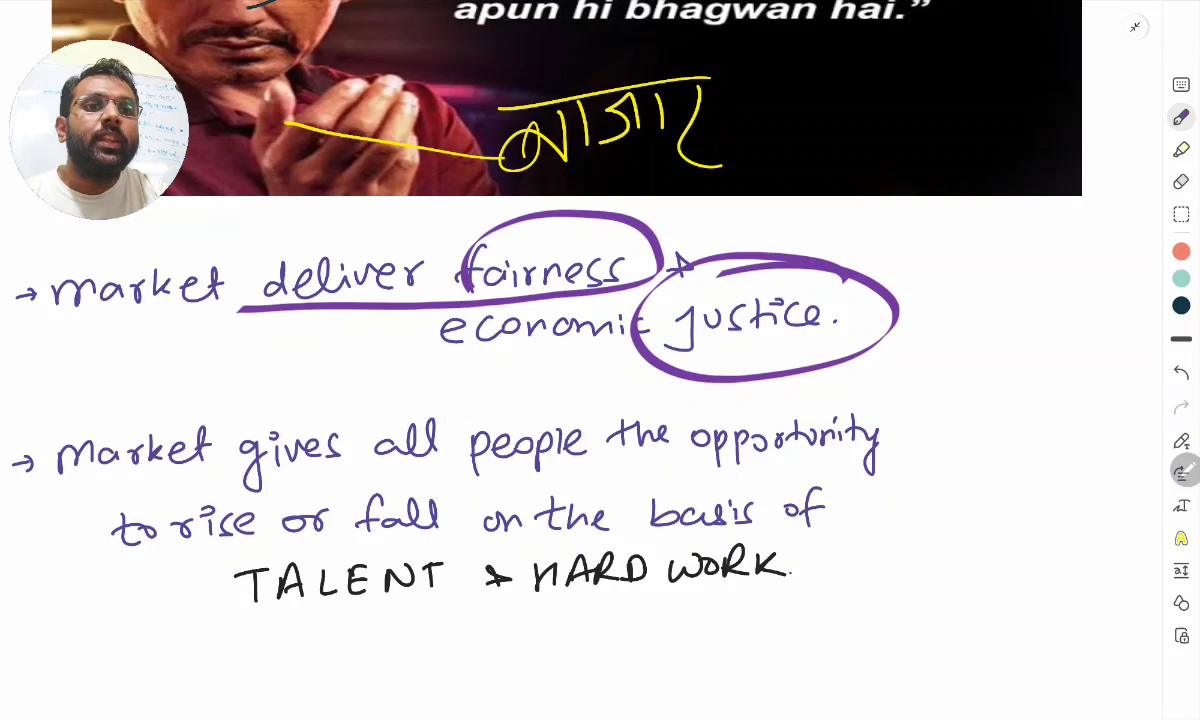 apun hi bhagwan hai.”
बाजार
→ market deliver fairness &
economic justice.
→ Market gives all people the opportunity
to rise or fall on the basis of
TALENT & HARD WORK.